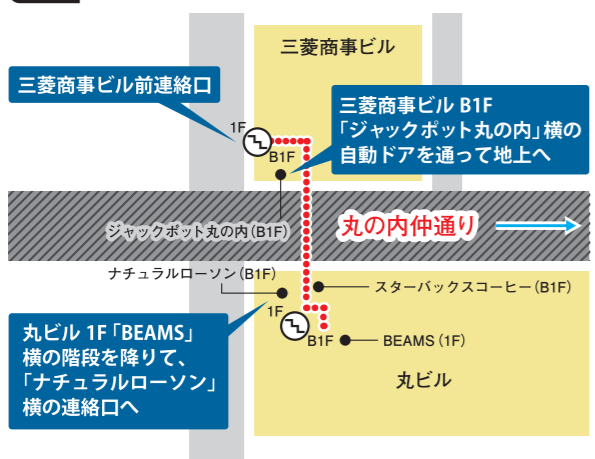 三菱商事ビル
三菱商事ビル前連絡口
三菱商事ビル B1F
「ジャックポット丸の内」横の
自動ドアを通って地上へ
1F
B1F
ジャックポット丸の内(B1F)
丸の内仲通り
ナチュラルローソン(B1F)
スターバックスコーヒー(B1F)
1F
B1F
BEAMS(1F)
丸ビル 1F「BEAMS」
横の階段を降りて、
「ナチュラルローソン」
横の連絡口へ
丸ビル